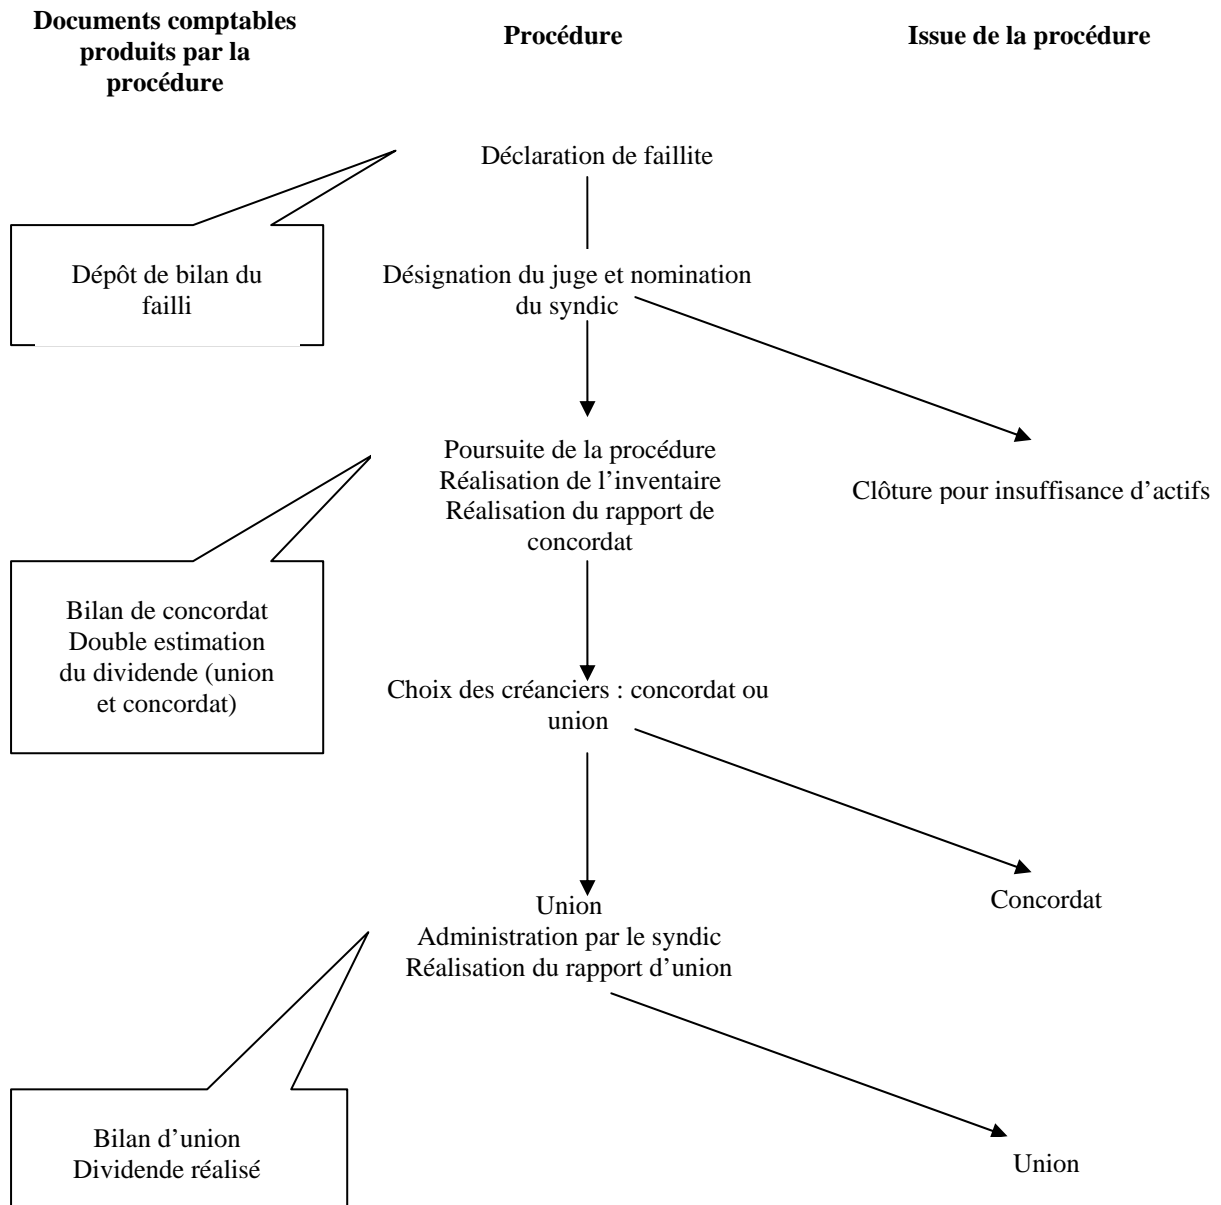 Documents comptables
produits par la
procédure
Procédure
Issue de la procédure
Déclaration de faillite
Dépôt de bilan du
failli
Désignation du juge et nomination
du syndic
Poursuite de la procédure
Réalisation de l’inventaire
Réalisation du rapport de
concordat
Clôture pour insuffisance d’actifs
Bilan de concordat
Double estimation
du dividende (union
et concordat)
Choix des créanciers : concordat ou
union
Concordat
Union
Administration par le syndic
Réalisation du rapport d’union
Bilan d’union
Dividende réalisé
Union